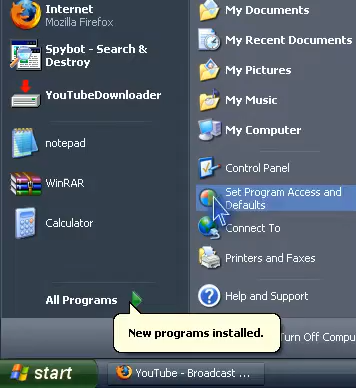 Internet
Mozilla Firefox
Spybot - Search &
Destroy
YouTubeDownloader
notepad
WinRAR
Calculator
All Programs
My Documents
My Recent Documents
My Pictures
My Music
My Computer
Control Panel
Set Program Access and
Defaults
Connect To
Printers and Faxes
Help and Support
New programs installed.
Turn Off Compu
start
YouTube - Broadcast ...